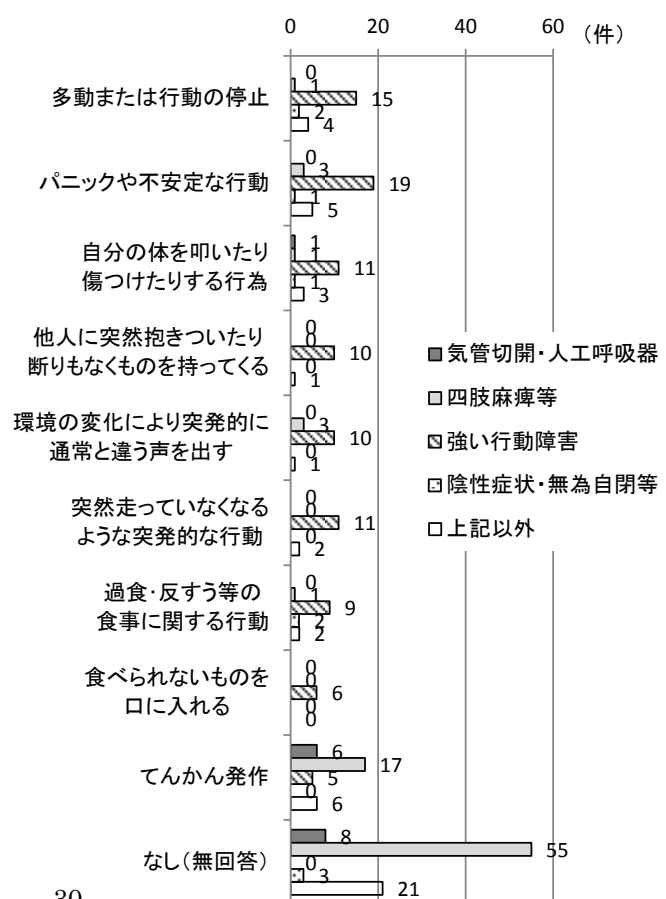 0 20 40 60 (件)
多動または行動の停止
0
1
15
2
4
パニックや不安定な行動
0
3
19
1
5
自分の体を叩いたり
傷つけたりする行為
1
1
11
1
3
他人に突然抱きついたり
断りもなくものを持ってくる
0
0
10
0
1
環境の変化により突発的に
通常と違う声を出す
0
3
10
0
1
突然走っていなくなる
ような突発的な行動
0
0
11
0
2
過食・反すう等の
食事に関する行動
0
1
9
2
2
食べられないものを
口に入れる
0
0
6
0
0
てんかん発作
6
17
5
0
6
なし(無回答)
8
55
0
3
21
気管切開・人工呼吸器
四肢麻痺等
強い行動障害
陰性症状・無為自閉等
上記以外